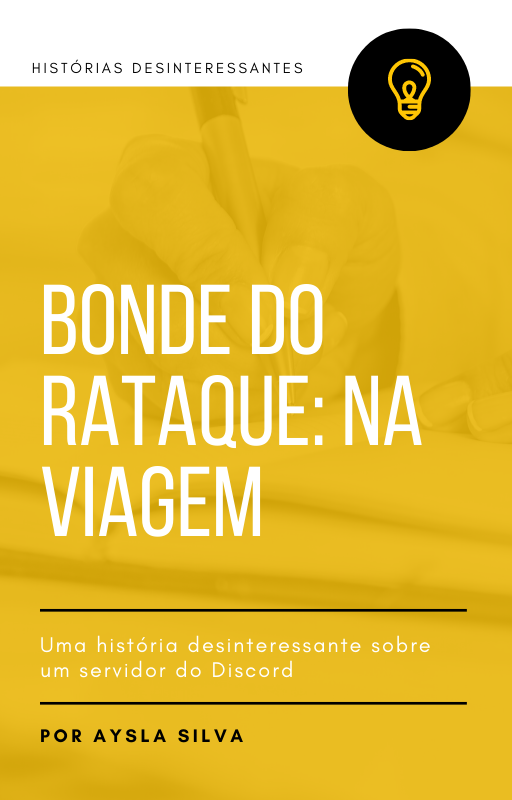 HISTÓRIAS DESINTERESSANTES
BONDE DO
RATAQUE: NA
VIAGEM
Uma história desinteressante sobre
um servidor do Discord
POR AYSLA SILVA